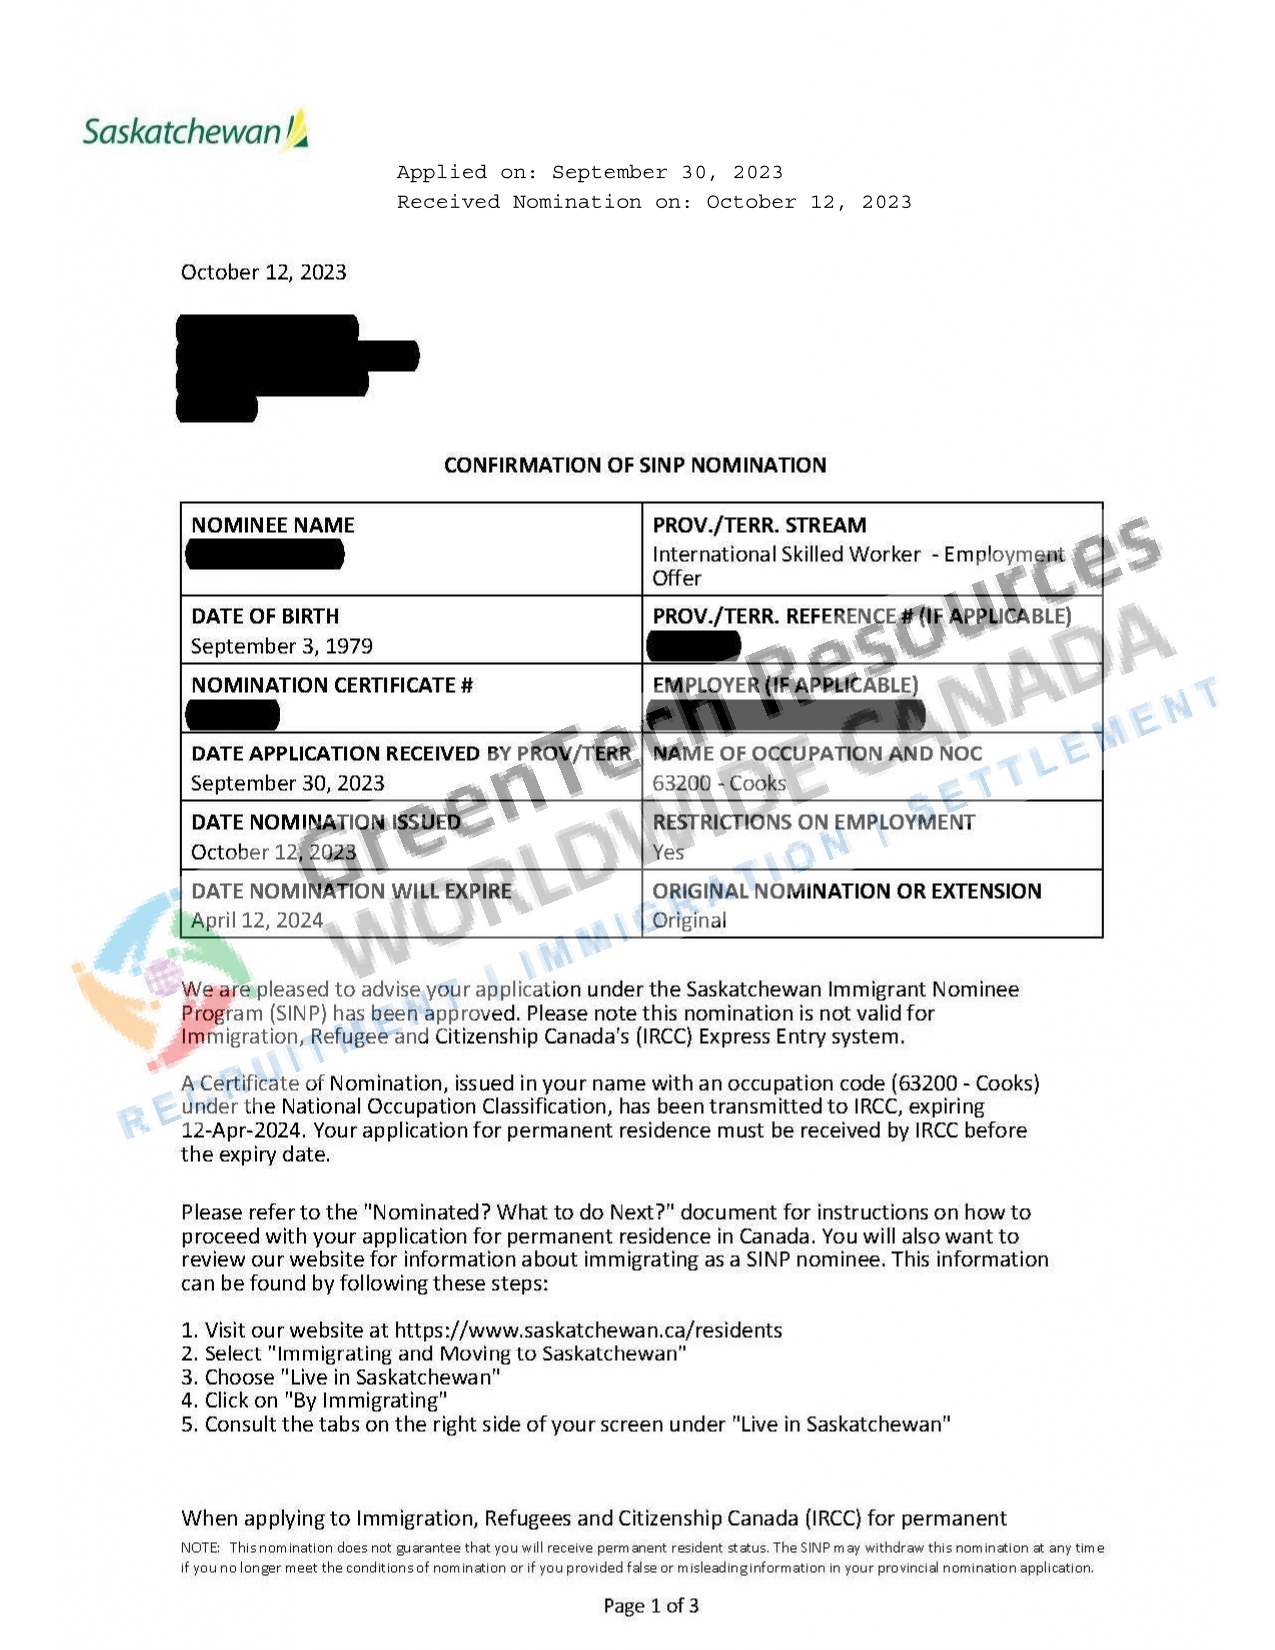 Saskatchewan
Applied on: September 30, 2023
Received Nomination on: October 12, 2023
October 12, 2023
CONFIRMATION OF SINP NOMINATION
NOMINEE NAME
PROV./TERR. STREAM
International Skilled Worker - Employment
Offer
DATE OF BIRTH
September 3, 1979
PROV./TERR. REFERENCE # (IF APPLICABLE)
NOMINATION CERTIFICATE #
EMPLOYER (IF APPLICABLE)
DATE APPLICATION RECEIVED BY PROV/TERR
September 30, 2023
NAME OF OCCUPATION AND NOC
63200 - Cooks
DATE NOMINATION ISSUED
October 12, 2023
RESTRICTIONS ON EMPLOYMENT
Yes
DATE NOMINATION WILL EXPIRE
April 12, 2024
ORIGINAL NOMINATION OR EXTENSION
Original
GreenTech Resources
WORLDWIDE CANADA
RECRUITMENT | IMMIGRATION | SETTLEMENT
We are pleased to advise your application under the Saskatchewan Immigrant Nominee
Program (SINP) has been approved. Please note this nomination is not valid for
Immigration, Refugee and Citizenship Canada's (IRCC) Express Entry system.
A Certificate of Nomination, issued in your name with an occupation code (63200 - Cooks)
under the National Occupation Classification, has been transmitted to IRCC, expiring
12-Apr-2024. Your application for permanent residence must be received by IRCC before
the expiry date.
Please refer to the "Nominated? What to do Next?" document for instructions on how to
proceed with your application for permanent residence in Canada. You will also want to
review our website for information about immigrating as a SINP nominee. This information
can be found by following these steps:
1. Visit our website at https://www.saskatchewan.ca/residents
2. Select "Immigrating and Moving to Saskatchewan"
3. Choose "Live in Saskatchewan"
4. Click on "By Immigrating"
5. Consult the tabs on the right side of your screen under "Live in Saskatchewan"
When applying to Immigration, Refugees and Citizenship Canada (IRCC) for permanent
NOTE: This nomination does not guarantee that you will receive permanent resident status. The SINP may withdraw this nomination at any time
if you no longer meet the conditions of nomination or if you provided false or misleading information in your provincial nomination application.
Page 1 of 3